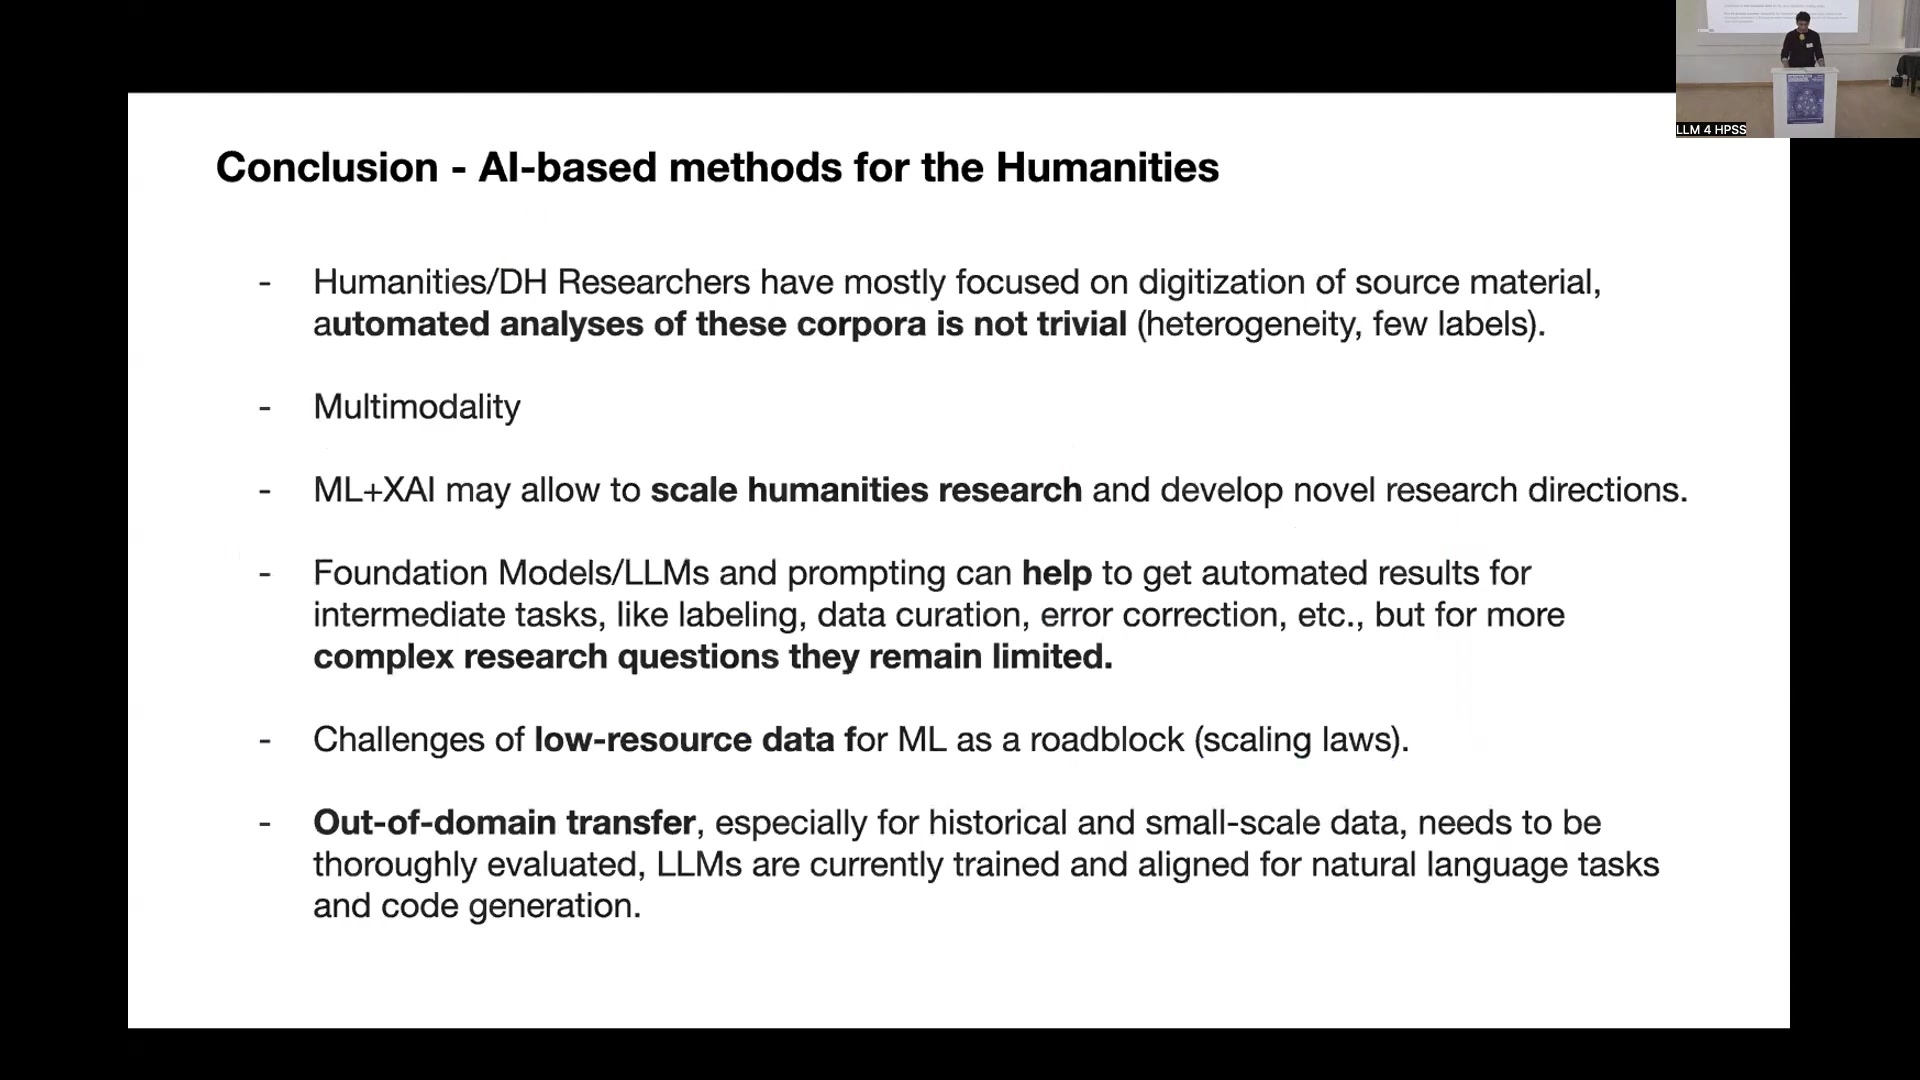 LLM 4 HPSS
Conclusion - AI-based methods for the Humanities
- Humanities/DH Researchers have mostly focused on digitization of source material,
automated analyses of these corpora is not trivial (heterogeneity, few labels).
- Multimodality
- ML+XAI may allow to scale humanities research and develop novel research directions.
- Foundation Models/LLMs and prompting can help to get automated results for
intermediate tasks, like labeling, data curation, error correction, etc., but for more
complex research questions they remain limited.
- Challenges of low-resource data for ML as a roadblock (scaling laws).
- Out-of-domain transfer, especially for historical and small-scale data, needs to be
thoroughly evaluated, LLMs are currently trained and aligned for natural language tasks
and code generation.